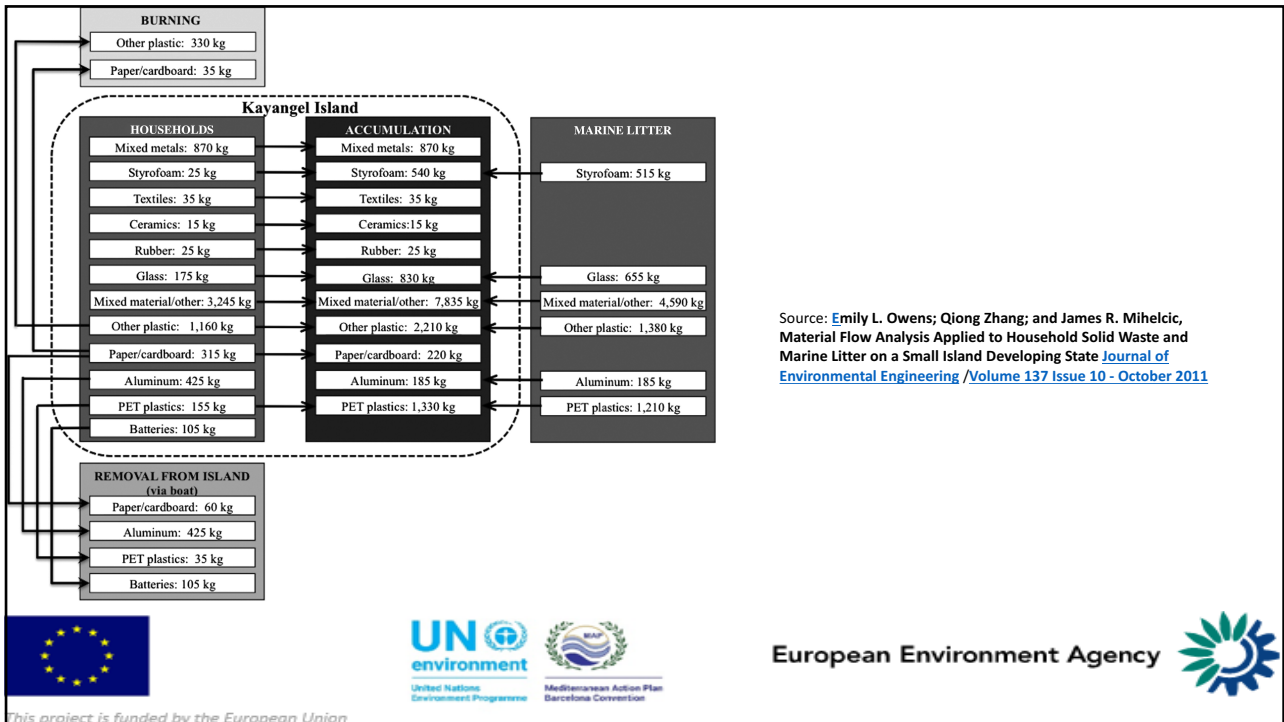 BURNING
Other plastic: 330 kg
Paper/cardboard: 35 kg
Kayangel Island
HOUSEHOLDS
Mixed metals: 870 kg
Styrofoam: 25 kg
Textiles: 35 kg
Ceramics: 15 kg
Rubber: 25 kg
Glass: 175 kg
Mixed material/other: 3,245 kg
Other plastic: 1,160 kg
Paper/cardboard: 315 kg
Aluminum: 425 kg
PET plastics: 155 kg
Batteries: 105 kg
ACCUMULATION
Mixed metals: 870 kg
Styrofoam: 540 kg
Textiles: 35 kg
Ceramics:15 kg
Rubber: 25 kg
Glass: 830 kg
Mixed material/other: 7,835 kg
Other plastic: 2,210 kg
Paper/cardboard: 220 kg
Aluminum: 185 kg
PET plastics: 1,330 kg
MARINE LITTER
Styrofoam: 515 kg
Glass: 655 kg
Mixed material/other: 4,590 kg
Other plastic: 1,380 kg
Aluminum: 185 kg
PET plastics: 1,210 kg
REMOVAL FROM ISLAND
(via boat)
Paper/cardboard: 60 kg
Aluminum: 425 kg
PET plastics: 35 kg
Batteries: 105 kg
Source: Emily L. Owens; Qiong Zhang; and James R. Mihelcic,
Material Flow Analysis Applied to Household Solid Waste and
Marine Litter on a Small Island Developing State Journal of
Environmental Engineering /Volume 137 Issue 10 - October 2011
UN
environment
United Nations
Environment Programme
MAP
Mediterranean Action Plan
Barcelona Convention
European Environment Agency
This project is funded by the European Union